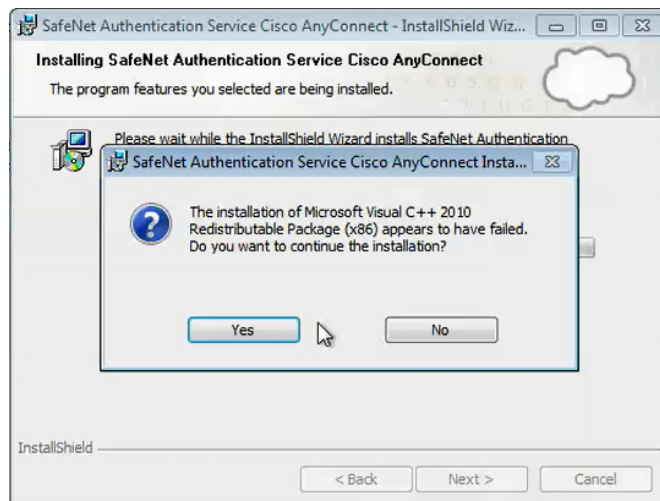 SafeNet Authentication Service Cisco AnyConnect - InstallShield Wiz...
Installing SafeNet Authentication Service Cisco AnyConnect
The program features you selected are being installed.
Please wait while the InstallShield Wizard installs SafeNet Authentication
SafeNet Authentication Service Cisco AnyConnect Insta...
The installation of Microsoft Visual C++ 2010
Redistributable Package (x86) appears to have failed.
Do you want to continue the installation?
Yes No
InstallShield
< Back Next > Cancel